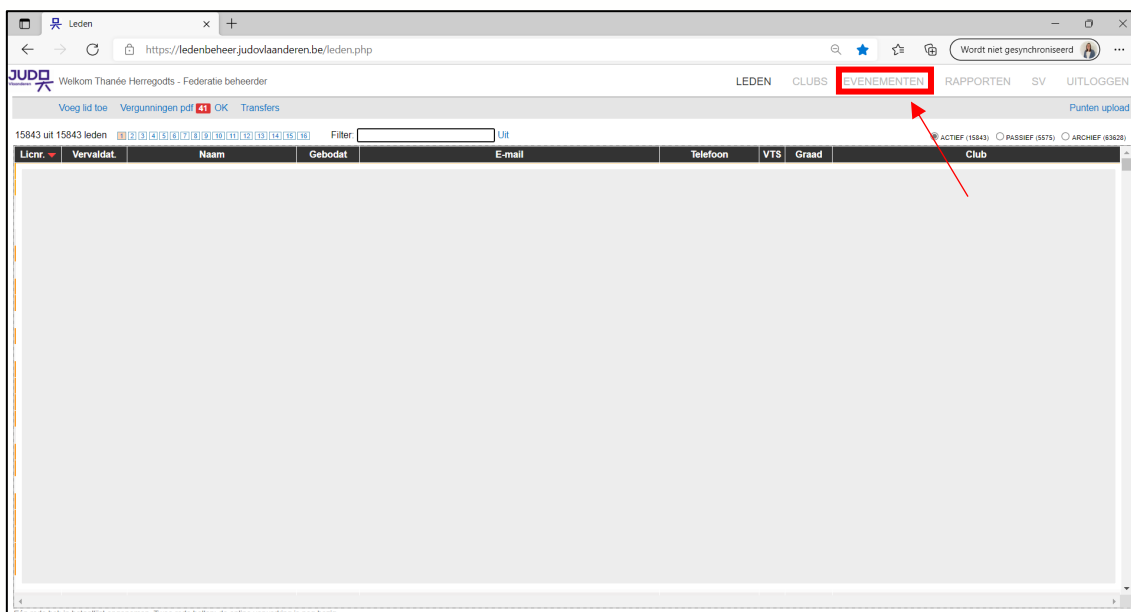 Leden
https://ledenbeheer.judovlaanderen.be/leden.php
Wordt niet gesynchroniseerd
JUDO
Welkom Thanée Herregodts - Federatie beheerder
LEDEN CLUBS EVENEMENTEN RAPPORTEN SV UITLOGGEN
Voeg lid toe Vergunningen pdf 41 OK Transfers Punten upload
15843 uit 15843 leden 1 2 3 4 5 6 7 8 9 10 11 12 13 14 15 16 Filter: Uit ACTIEF (15843) PASSIEF (5575) ARCHIEF (63628)
Licnr. Vervaldat. Naam Gebodat E-mail Telefoon VTS Graad Club